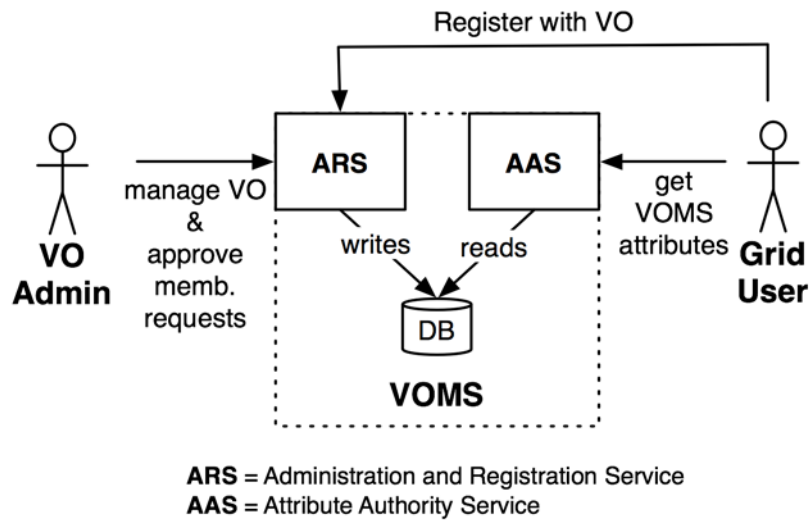 Register with VO
ARS
AAS
manage VO
&
approve
memb.
requests
get
VOMS
attributes
VO
Admin
Grid
User
writes
reads
DB
VOMS
ARS = Administration and Registration Service
AAS = Attribute Authority Service